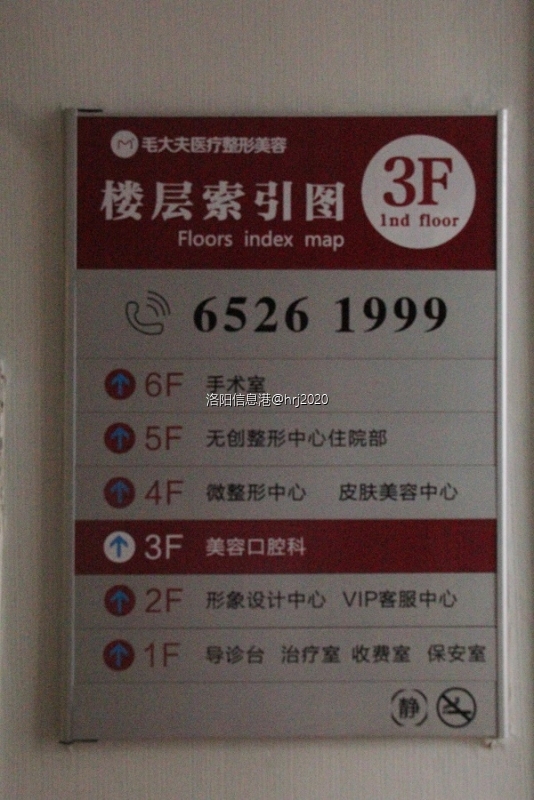 毛大夫医疗整形美容
楼层索引图
Floors index map
3F
1nd floor
6526 1999
6F 手术室
洛阳信息港@hrj2020
5F 无创整形中心住院部
4F 微整形中心 皮肤美容中心
3F 美容口腔科
2F 形象设计中心 VIP客服中心
1F 导诊台 治疗室 收费室 保安室
静